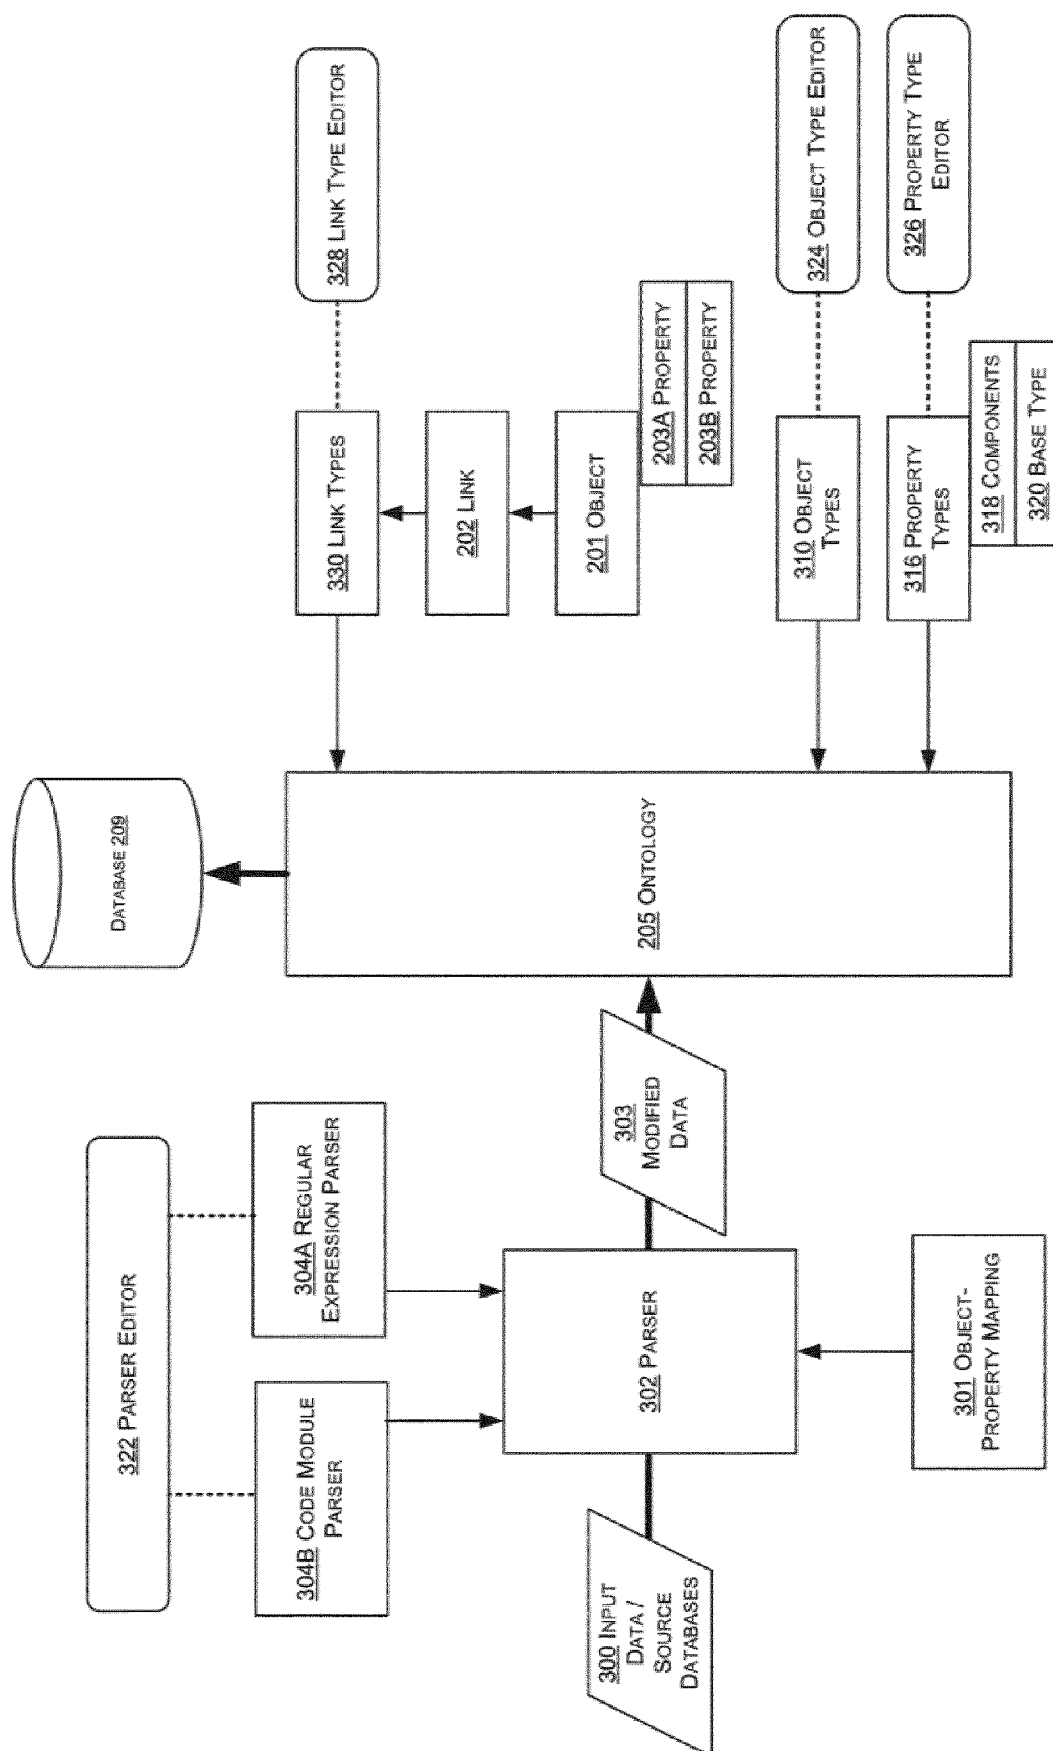 322 PARSER EDITOR
304B CODE MODULE
PARSER
304A REGULAR
EXPRESSION PARSER
300 INPUT
DATA /
SOURCE
DATABASES
302 PARSER
303
MODIFIED
DATA
301 OBJECT-
PROPERTY MAPPING
DATABASE 209
205 ONTOLOGY
330 LINK TYPES
328 LINK TYPE EDITOR
202 LINK
201 OBJECT
203A PROPERTY
203B PROPERTY
310 OBJECT
TYPES
324 OBJECT TYPE EDITOR
316 PROPERTY
TYPES
326 PROPERTY TYPE
EDITOR
318 COMPONENTS
320 BASE TYPE